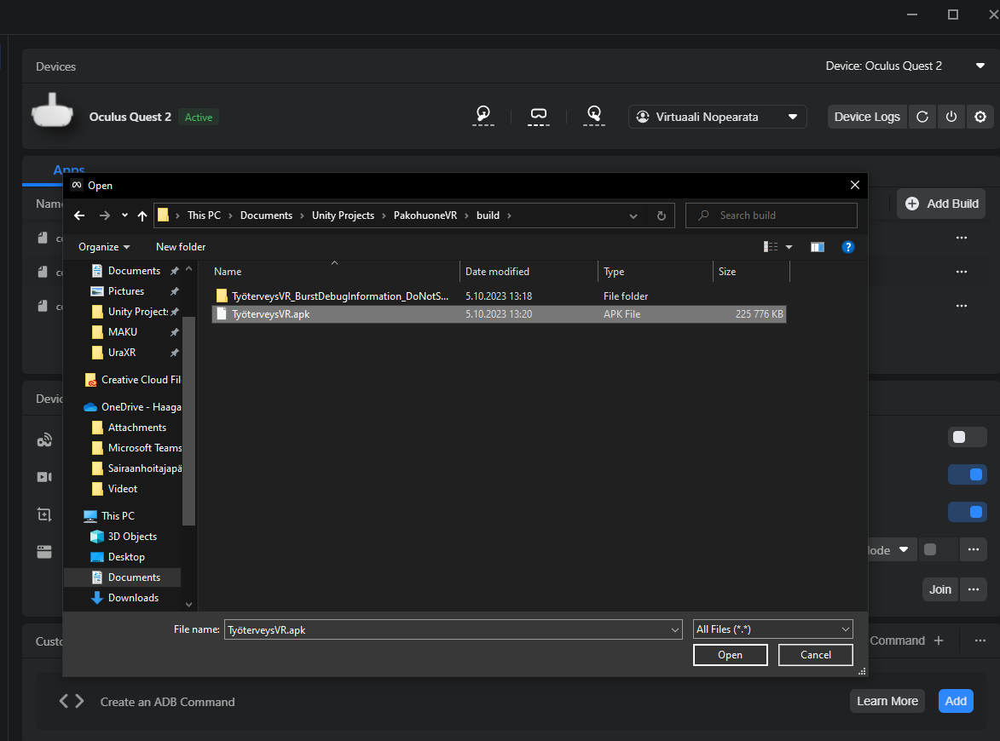 Devices
Device: Oculus Quest 2
Oculus Quest 2 Active
Virtuaali Nopearata
Device Logs
Apps
Open
Name
Add Build
This PC › Documents › Unity Projects › PakohuoneVR › build ›
Search build
Organize
New folder
Name Date modified Type Size
TyöterveysVR_BurstDebugInformation_DoNotS... 5.10.2023 13:18 File folder
TyöterveysVR.apk 5.10.2023 13:20 APK File 225 776 KB
Documents
Pictures
Unity Project
MAKU
UraXR
Creative Cloud Fil
OneDrive - Haaga
Attachments
Microsoft Teams
Sairaanhoitajapä
Videot
This PC
3D Objects
Desktop
Documents
Downloads
Devic
lode
Join
File name: TyöterveysVR.apk All Files (*.*)
Open Cancel
Custo
Command +
Create an ADB Command
Learn More
Add